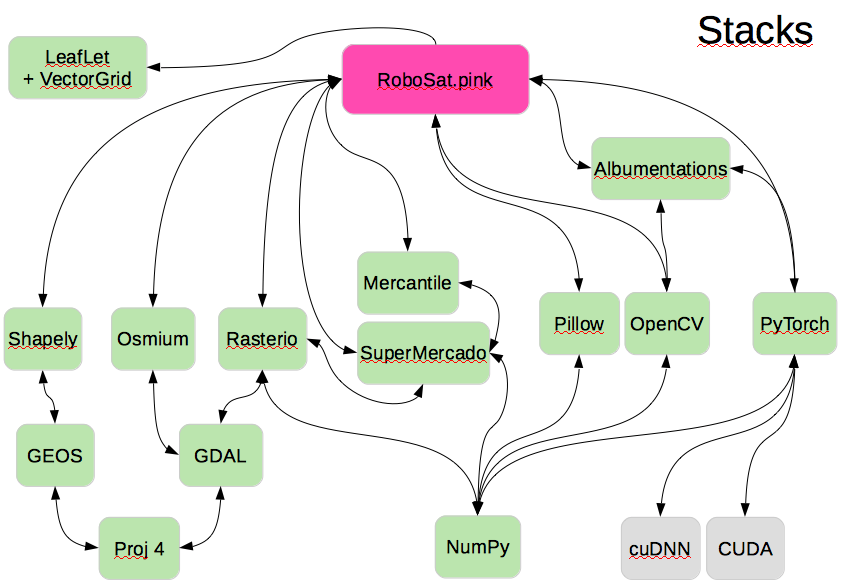 Stacks
LeafLet
+ VectorGrid
RoboSat.pink
Albumentations
Mercantile
Shapely
Osmium
Rasterio
SuperMercado
Pillow
OpenCV
PyTorch
GEOS
GDAL
Proj 4
NumPy
cuDNN
CUDA